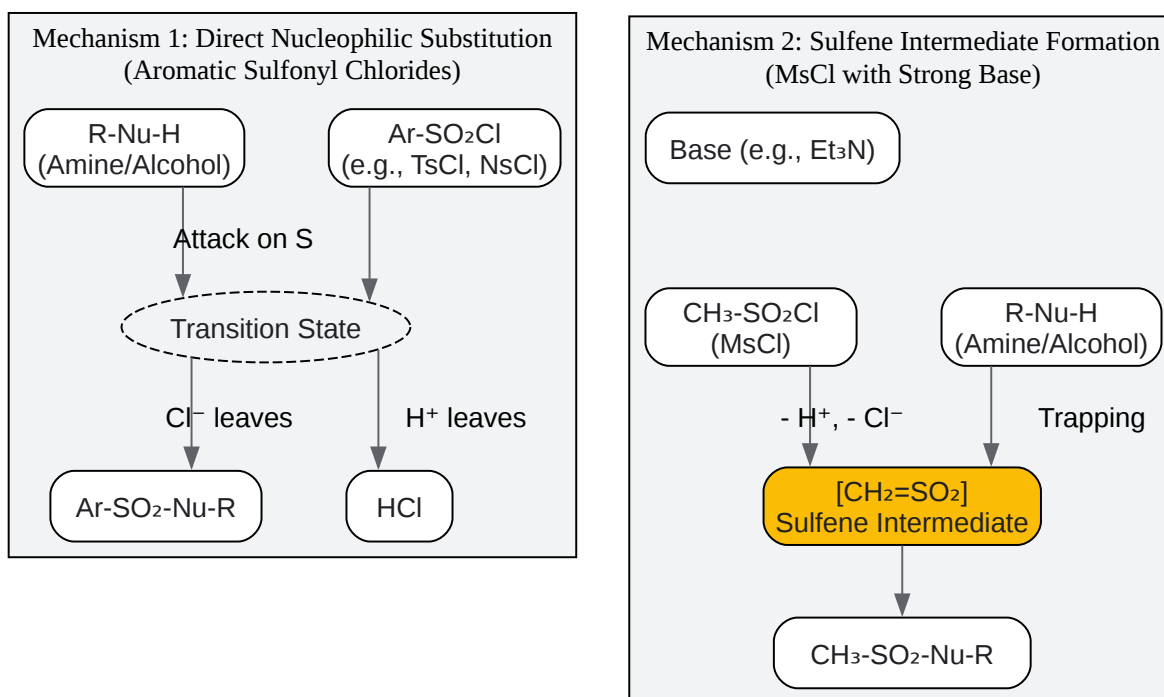 Mechanism 1: Direct Nucleophilic Substitution
(Aromatic Sulfonyl Chlorides)
R-Nu-H
(Amine/Alcohol)
Ar-SO₂Cl
(e.g., TsCl, NsCl)
Attack on S
Transition State
Cl⁻ leaves
H⁺ leaves
Ar-SO₂-Nu-R
HCl
Mechanism 2: Sulfene Intermediate Formation
(MsCl with Strong Base)
Base (e.g., Et₃N)
CH₃-SO₂Cl
(MsCl)
R-Nu-H
(Amine/Alcohol)
- H⁺, - Cl⁻
Trapping
[CH₂=SO₂]
Sulfene Intermediate
CH₃-SO₂-Nu-R